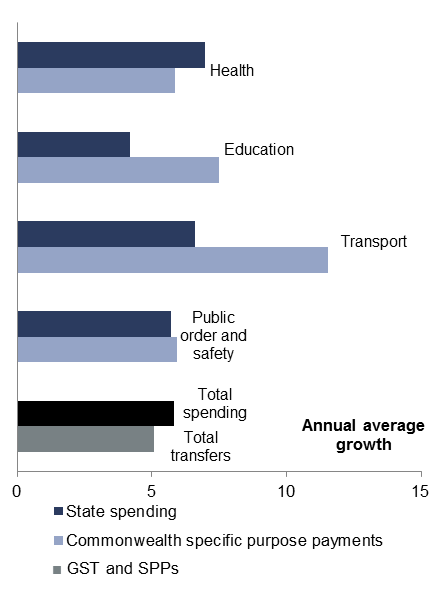 Health
Education
Transport
Public
order and
safety
Total
spending
Total
transfers
Annual average
growth
0 5 10 15
State spending
Commonwealth specific purpose payments
GST and SPPs